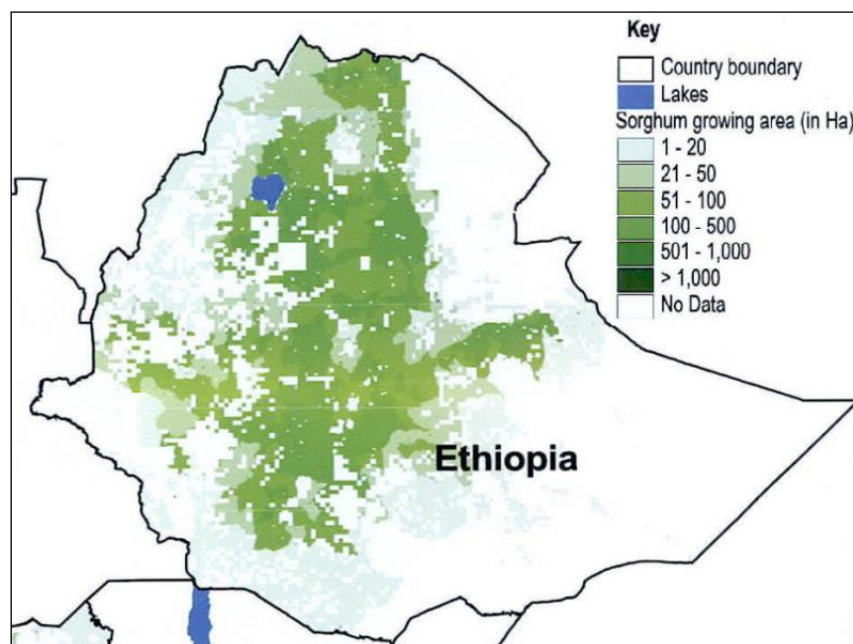 Key
Country boundary
Lakes
Sorghum growing area (in Ha)
1 - 20
21 - 50
51 - 100
100 - 500
501 - 1,000
> 1,000
No Data
Ethiopia